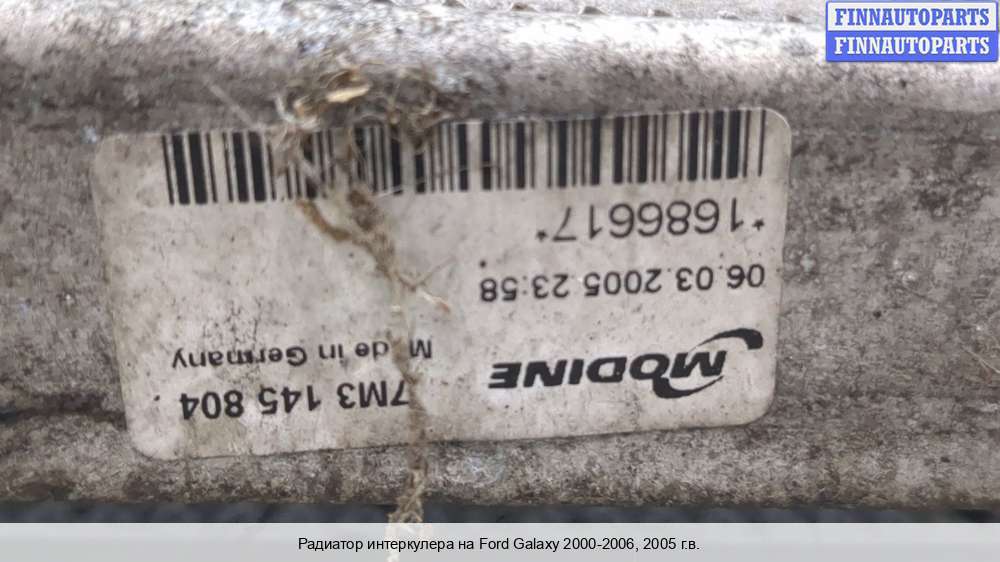 FINNAUTOPARTS
FINNAUTOPARTS
MODINE
7M3 145 804
Made in Germany
06.03.2005 23:58
*1686617*
Радиатор интеркулера на Ford Galaxy 2000-2006, 2005 г.в.